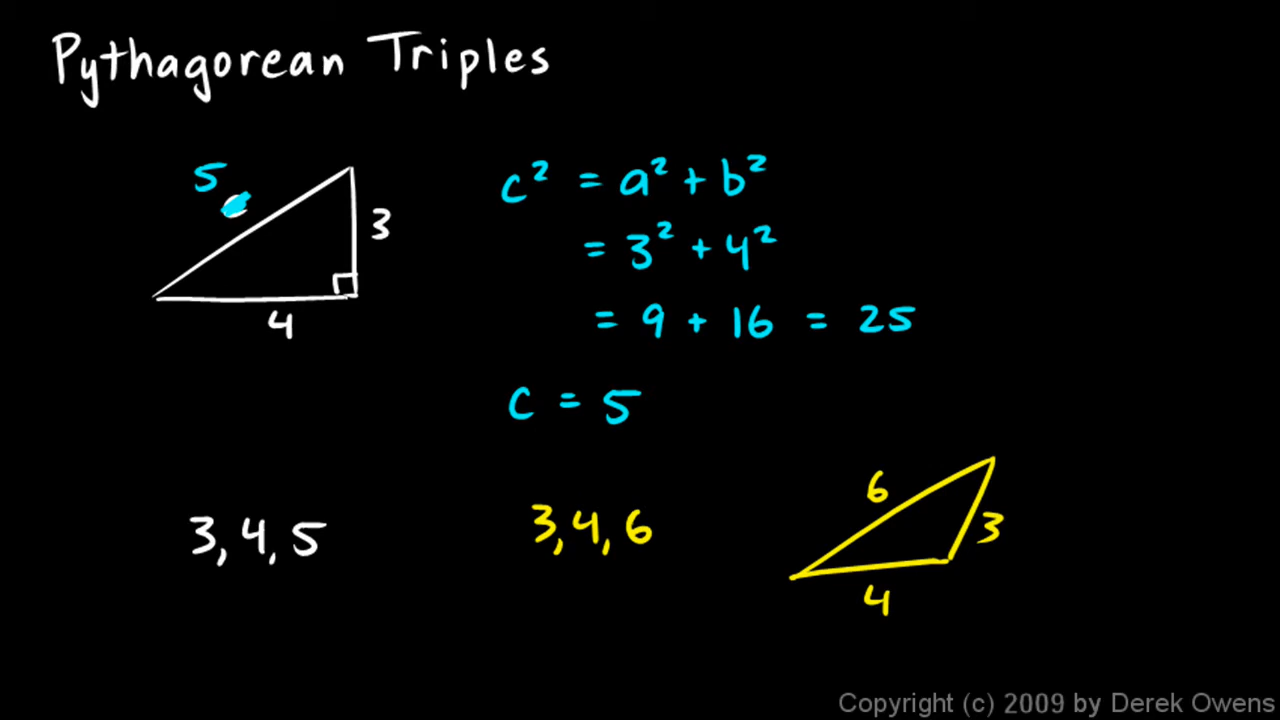 Pythagorean Triples
5
3
4
c² = a² + b²
= 3² + 4²
= 9 + 16 = 25
c = 5
3, 4, 5
3, 4, 6
6
3
4
Copyright (c) 2009 by Derek Owens